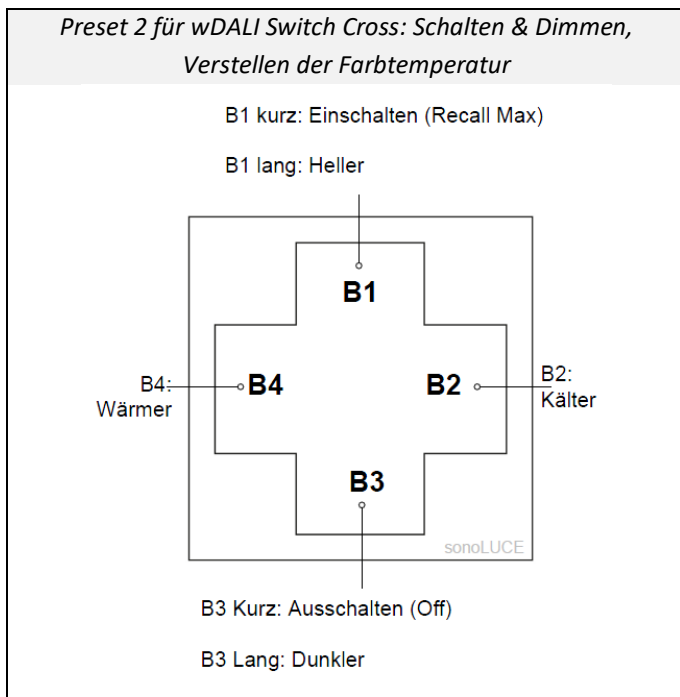 Preset 2 für wDALI Switch Cross: Schalten & Dimmen,
Verstellen der Farbtemperatur
B1 kurz: Einschalten (Recall Max)
B1 lang: Heller
B1
B4:
Wärmer
B4
B2
B2:
Kälter
B3
sonoLUCE
B3 Kurz: Ausschalten (Off)
B3 Lang: Dunkler